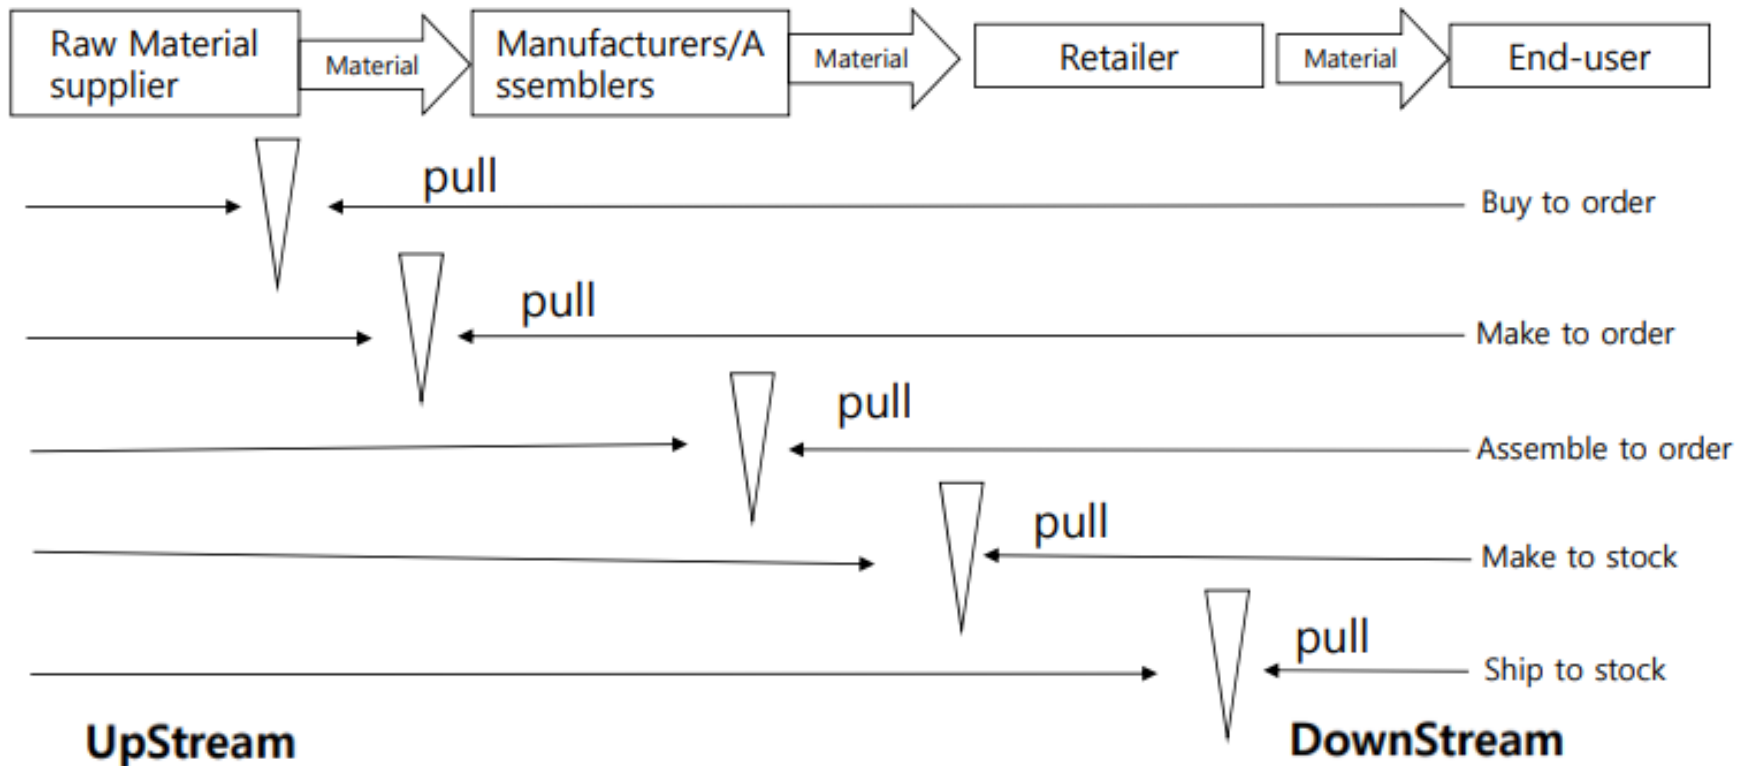 Raw Material
supplier
Material
Manufacturers/A
ssemblers
Material
Retailer
Material
End-user
pull
Buy to order
pull
Make to order
pull
Assemble to order
pull
Make to stock
pull
Ship to stock
UpStream
DownStream